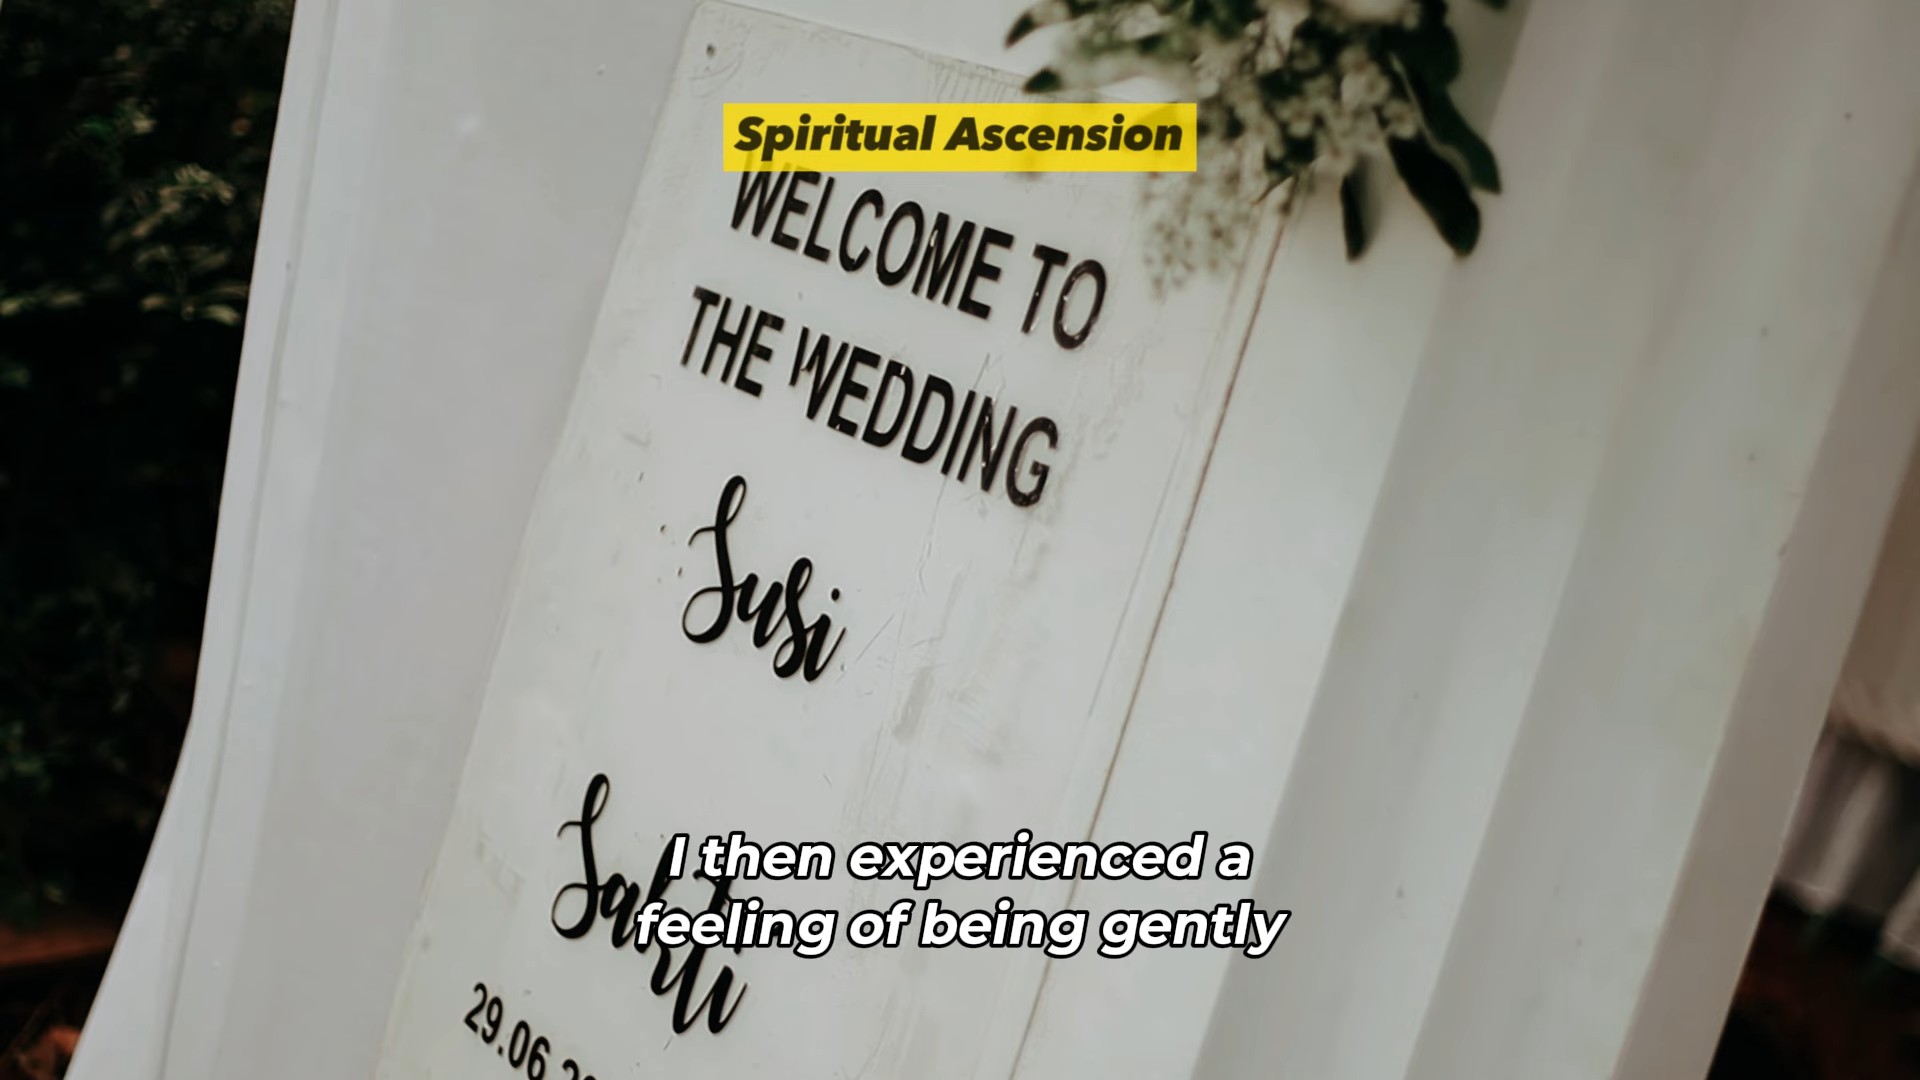 Spiritual Ascension
WELCOME TO
THE WEDDING
Susi
I then experienced a
feeling of being gently
29.06